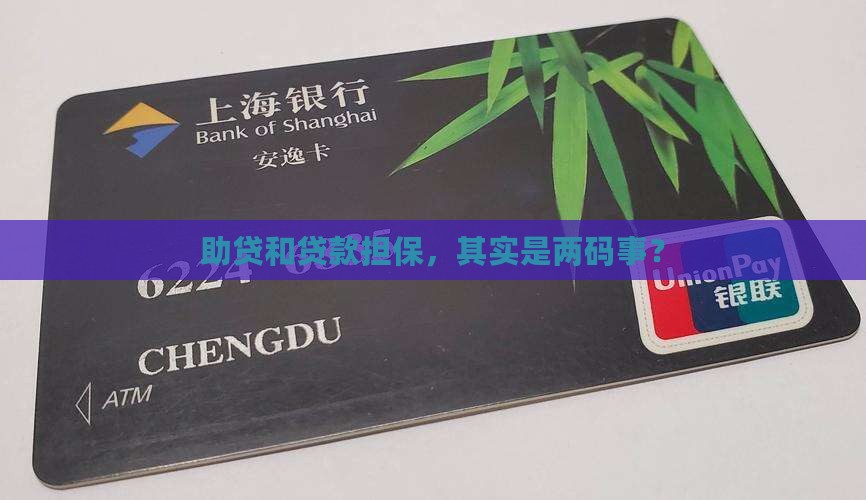 上海银行
Bank of Shanghai
安逸卡
助贷和贷款担保，其实是两码事？
6224
UnionPay
银联
CHENGDU
ATM